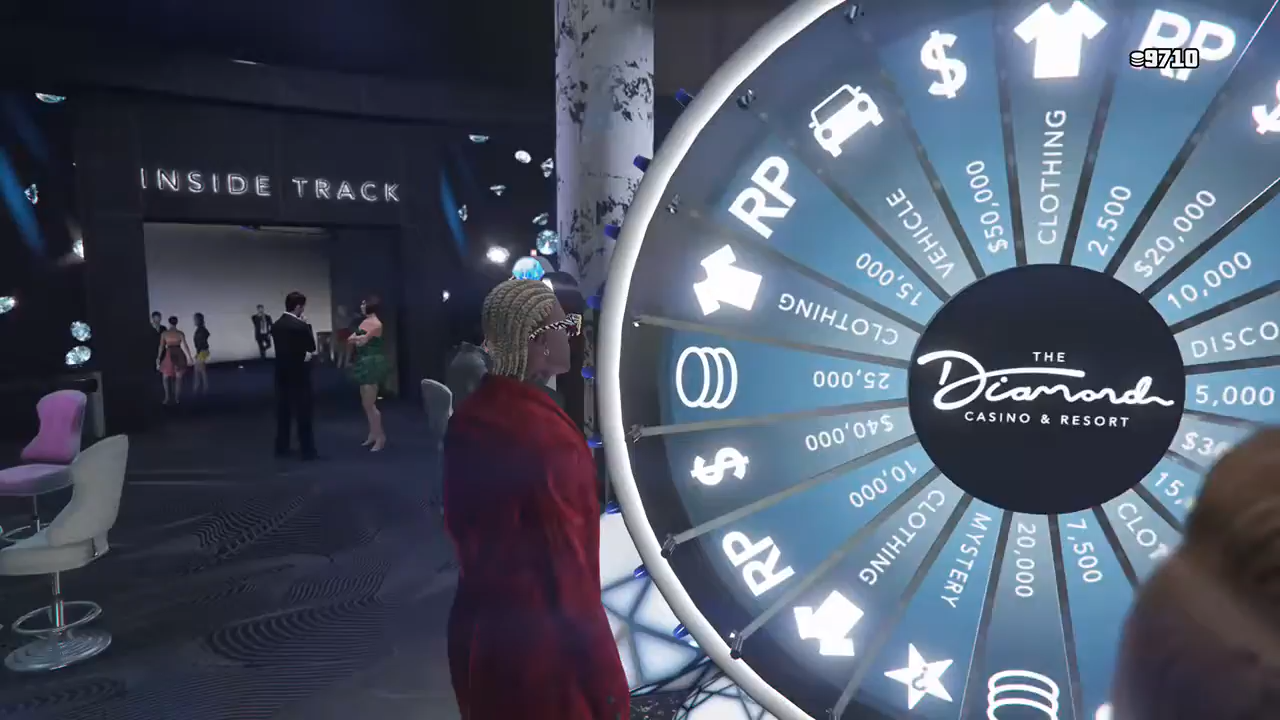 9710
INSIDE TRACK
RP
$
CLOTHING
2,500
$20,000
10,000
5,000
$50,000
VEHICLE
RP
15,000
CLOTHING
25,000
$40,000
$
10,000
RP
CLOTHING
MYSTERY
?
20,000
7,500
THE
Diamond
CASINO & RESORT